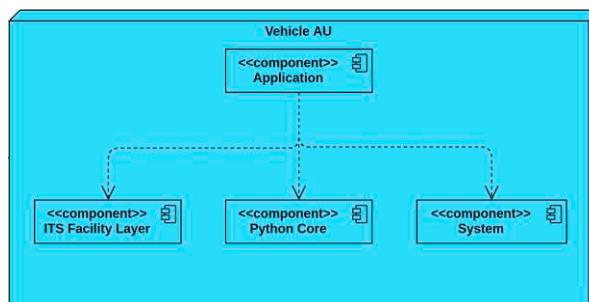 Vehicle AU
<<component>>
Application
<<component>>
ITS Facility Layer
<<component>>
Python Core
<<component>>
System